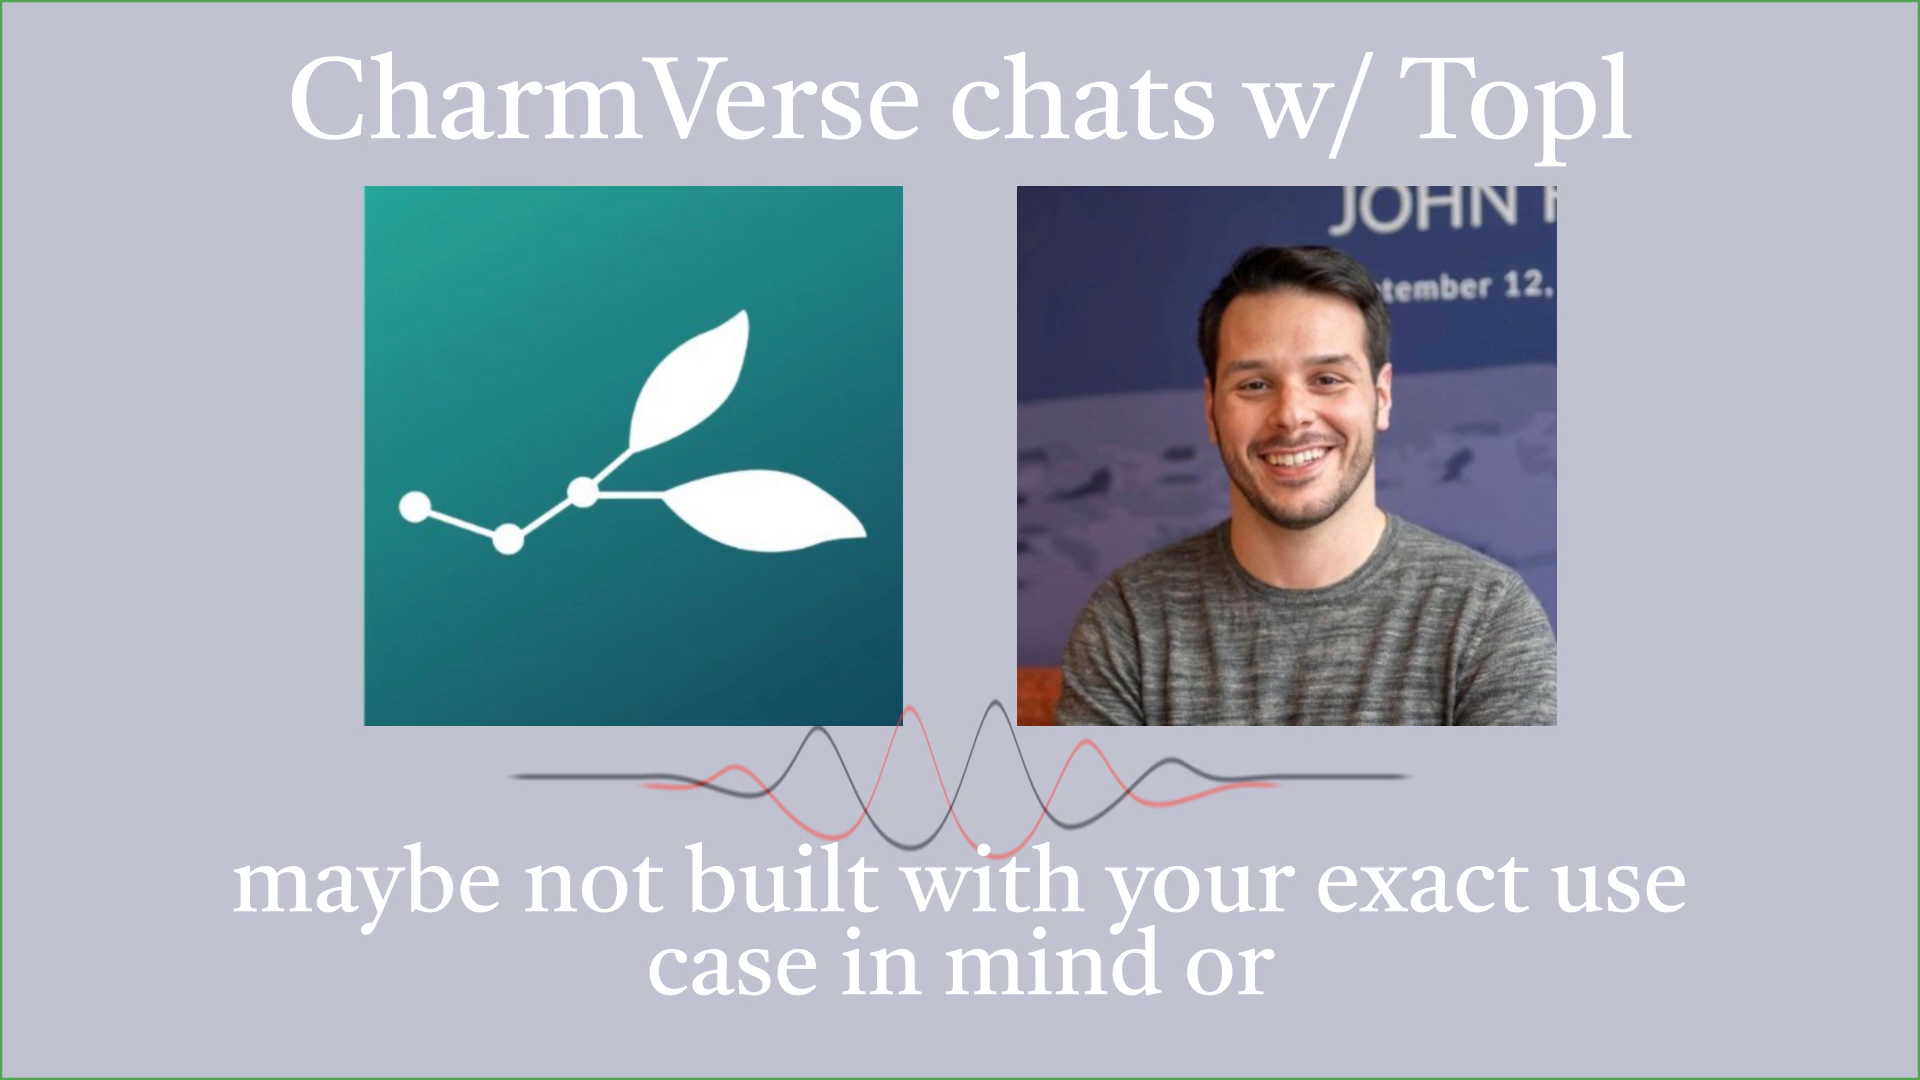 CharmVerse chats w/ Topl
JOHN
tember 12,
maybe not built with your exact use
case in mind or